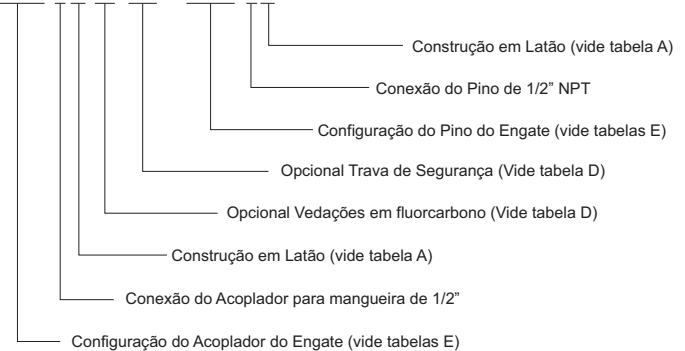 Construção em Latão (vide tabela A)
Conexão do Pino de 1/2” NPT
Configuração do Pino do Engate (vide tabelas E)
Opcional Trava de Segurança (Vide tabela D)
Opcional Vedações em fluorcarbono (Vide tabela D)
Construção em Latão (vide tabela A)
Conexão do Acoplador para mangueira de 1/2”
Configuração do Acoplador do Engate (vide tabelas E)